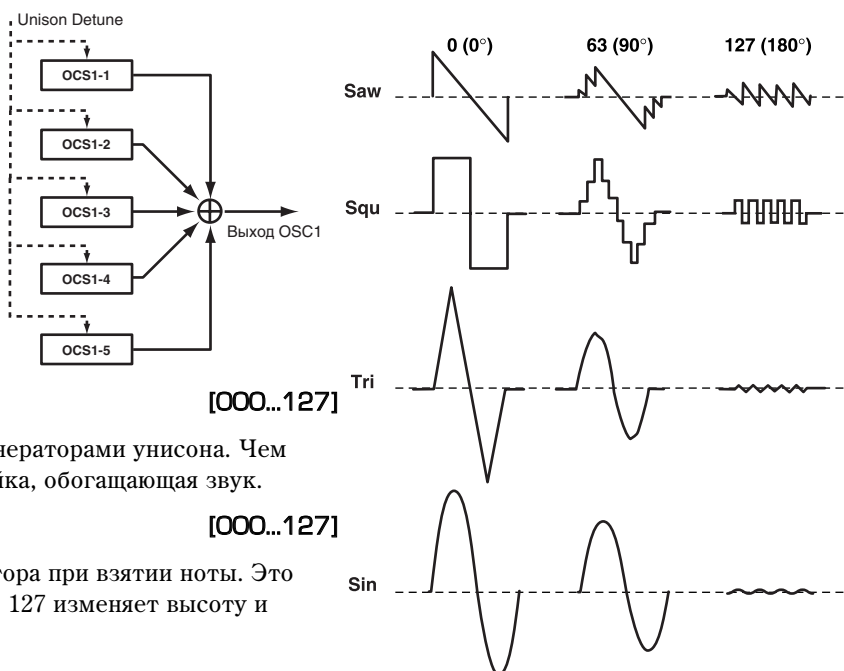 Unison Detune
OCS1-1
OCS1-2
OCS1-3
OCS1-4
OCS1-5
Выход OSC1
[000...127]
нераторами унисона. Чем
йка, обогащающая звук.
[000...127]
тора при взятии ноты. Это
127 изменяет высоту и
0 (0°) 63 (90°) 127 (180°)
Saw
Squ
Tri
Sin